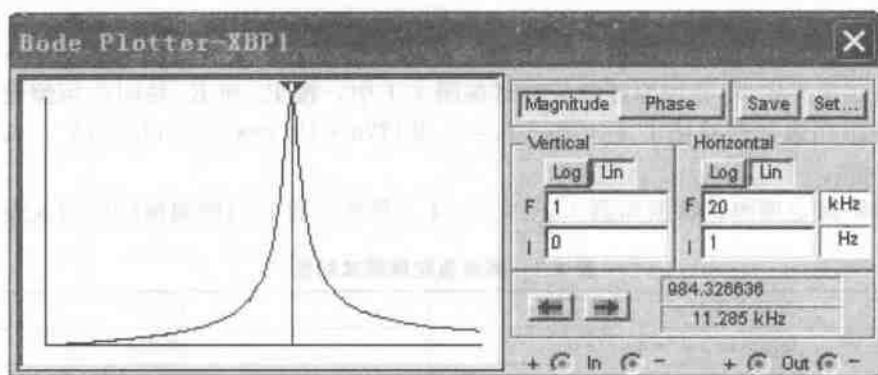 Bode Plotter-XBP1
Magnitude Phase Save Set...
Vertical Horizontal
Log Lin Log Lin
F 1 F 20 kHz
I 0 I 1 Hz
984.326636
11.285 kHz
+ In - + Out -